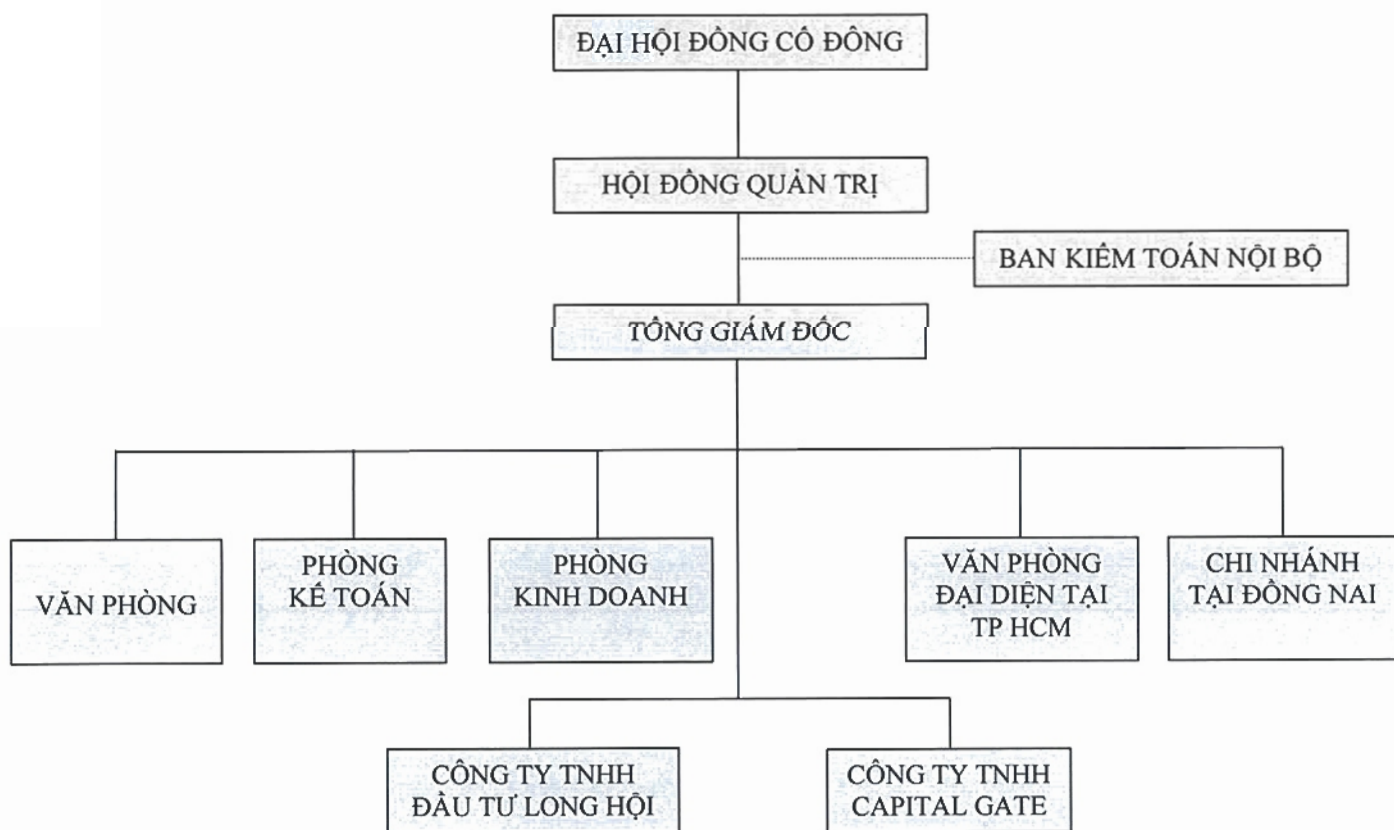 ĐẠI HỘI ĐỒNG CỔ ĐÔNG
HỘI ĐỒNG QUẢN TRỊ
BAN KIỂM TOÁN NỘI BỘ
TỔNG GIÁM ĐỐC
VĂN PHÒNG
PHÒNG
KẾ TOÁN
PHÒNG
KINH DOANH
VĂN PHÒNG
ĐẠI DIỆN TẠI
TP HCM
CHI NHÁNH
TẠI ĐỒNG NAI
CÔNG TY TNHH
ĐẦU TƯ LONG HỘI
CÔNG TY TNHH
CAPITAL GATE